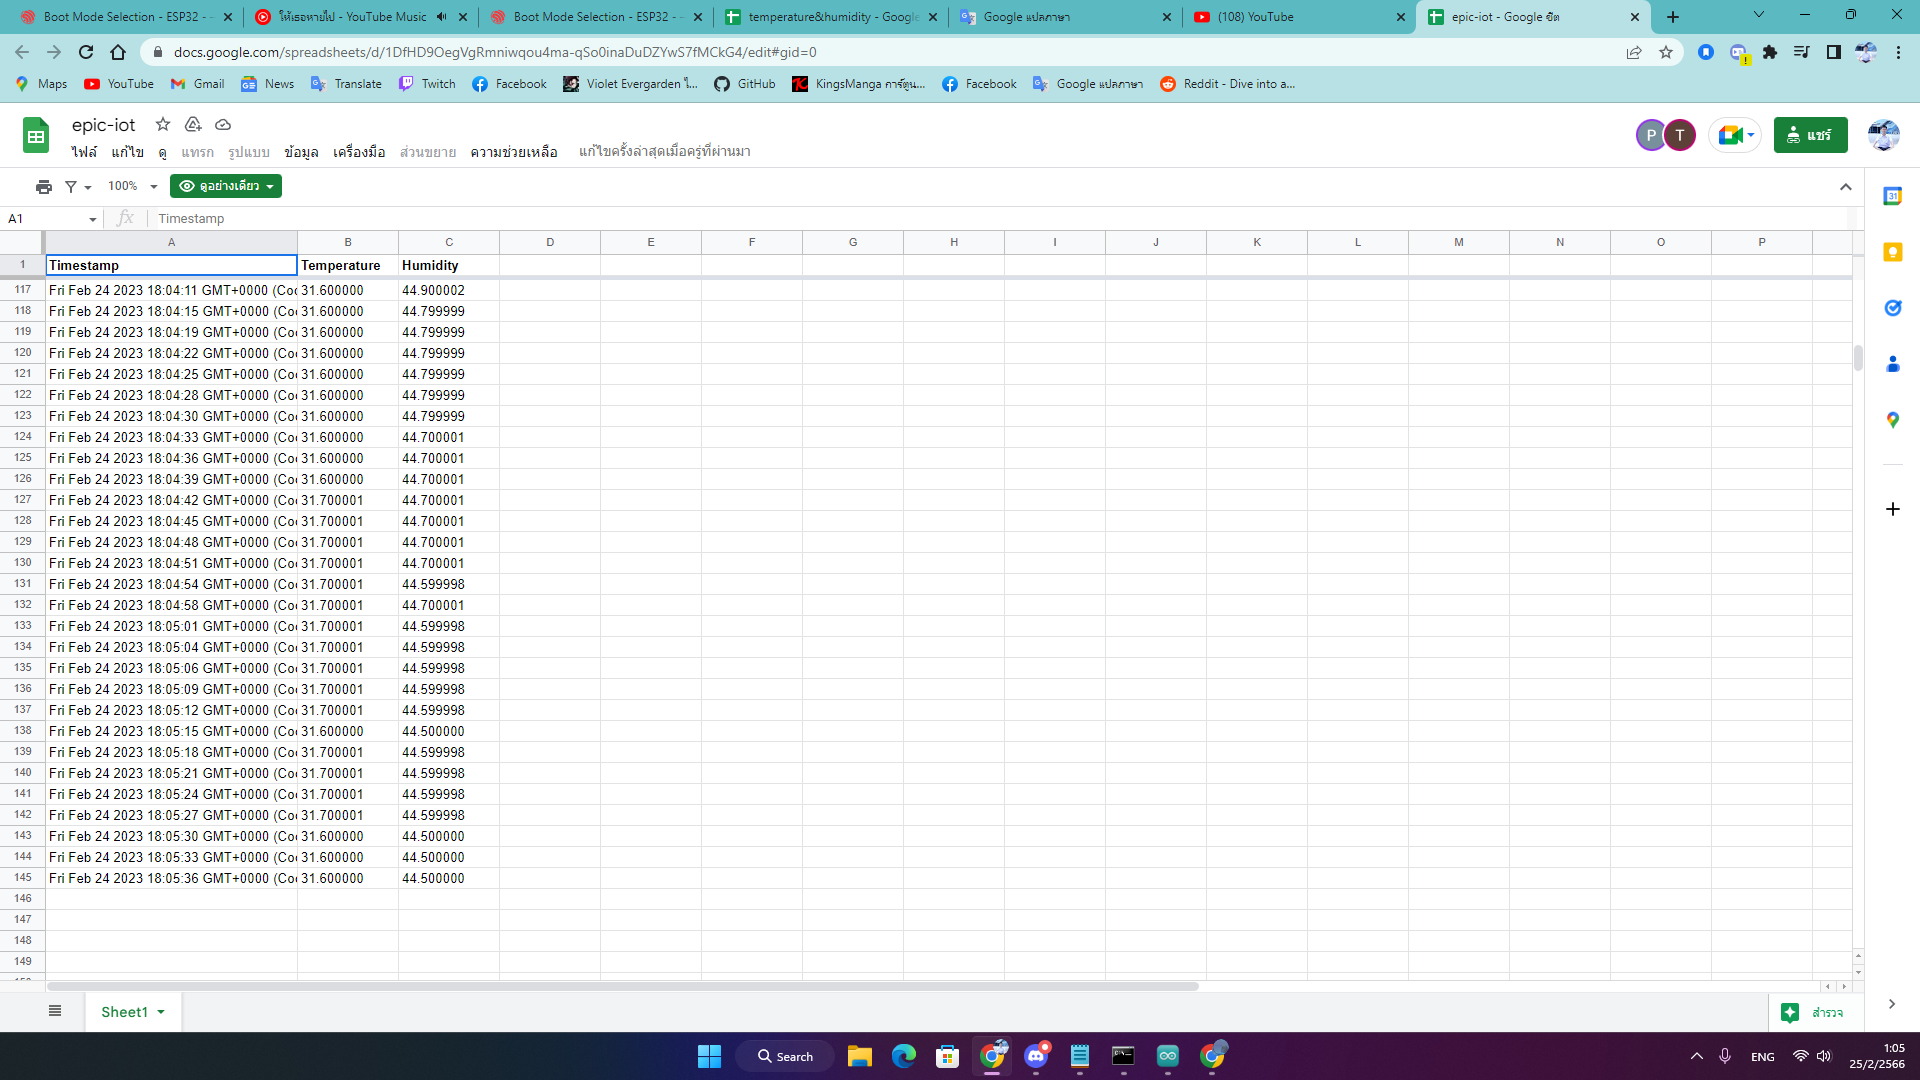 Boot Mode Selection - ESP32 - -
ให้เธอหายไป - YouTube Music
Boot Mode Selection - ESP32 - -
temperature&humidity - Google
Google แปลภาษา
(108) YouTube
epic-iot - Google ชีต
docs.google.com/spreadsheets/d/1DfHD9OegVgRmniwqou4ma-qSo0inaDuDZYwS7fMCkG4/edit#gid=0
Maps
YouTube
Gmail
News
Translate
Twitch
Facebook
Violet Evergarden ไ...
GitHub
KingsManga การ์ตูน...
Facebook
Google แปลภาษา
Reddit - Dive into a...
epic-iot
ไฟล์ แก้ไข ดู แทรก รูปแบบ ข้อมูล เครื่องมือ ส่วนขยาย ความช่วยเหลือ แก้ไขครั้งล่าสุดเมื่อครู่ที่ผ่านมา
P T
แชร์
100%
ดูอย่างเดียว
A1 fx Timestamp
A B C D E F G H I J K L M N O P
1 Timestamp Temperature Humidity
117 Fri Feb 24 2023 18:04:11 GMT+0000 (Coo 31.600000 44.900002
118 Fri Feb 24 2023 18:04:15 GMT+0000 (Coo 31.600000 44.799999
119 Fri Feb 24 2023 18:04:19 GMT+0000 (Coo 31.600000 44.799999
120 Fri Feb 24 2023 18:04:22 GMT+0000 (Coo 31.600000 44.799999
121 Fri Feb 24 2023 18:04:25 GMT+0000 (Coo 31.600000 44.799999
122 Fri Feb 24 2023 18:04:28 GMT+0000 (Coo 31.600000 44.799999
123 Fri Feb 24 2023 18:04:30 GMT+0000 (Coo 31.600000 44.799999
124 Fri Feb 24 2023 18:04:33 GMT+0000 (Coo 31.600000 44.700001
125 Fri Feb 24 2023 18:04:36 GMT+0000 (Coo 31.600000 44.700001
126 Fri Feb 24 2023 18:04:39 GMT+0000 (Coo 31.600000 44.700001
127 Fri Feb 24 2023 18:04:42 GMT+0000 (Coo 31.700001 44.700001
128 Fri Feb 24 2023 18:04:45 GMT+0000 (Coo 31.700001 44.700001
129 Fri Feb 24 2023 18:04:48 GMT+0000 (Coo 31.700001 44.700001
130 Fri Feb 24 2023 18:04:51 GMT+0000 (Coo 31.700001 44.700001
131 Fri Feb 24 2023 18:04:54 GMT+0000 (Coo 31.700001 44.599998
132 Fri Feb 24 2023 18:04:58 GMT+0000 (Coo 31.700001 44.700001
133 Fri Feb 24 2023 18:05:01 GMT+0000 (Coo 31.700001 44.599998
134 Fri Feb 24 2023 18:05:04 GMT+0000 (Coo 31.700001 44.599998
135 Fri Feb 24 2023 18:05:06 GMT+0000 (Coo 31.700001 44.599998
136 Fri Feb 24 2023 18:05:09 GMT+0000 (Coo 31.700001 44.599998
137 Fri Feb 24 2023 18:05:12 GMT+0000 (Coo 31.700001 44.599998
138 Fri Feb 24 2023 18:05:15 GMT+0000 (Coo 31.600000 44.500000
139 Fri Feb 24 2023 18:05:18 GMT+0000 (Coo 31.700001 44.599998
140 Fri Feb 24 2023 18:05:21 GMT+0000 (Coo 31.700001 44.599998
141 Fri Feb 24 2023 18:05:24 GMT+0000 (Coo 31.700001 44.599998
142 Fri Feb 24 2023 18:05:27 GMT+0000 (Coo 31.700001 44.599998
143 Fri Feb 24 2023 18:05:30 GMT+0000 (Coo 31.600000 44.500000
144 Fri Feb 24 2023 18:05:33 GMT+0000 (Coo 31.600000 44.500000
145 Fri Feb 24 2023 18:05:36 GMT+0000 (Coo 31.600000 44.500000
146
147
148
149
Sheet1
สำรวจ
Search
ENG
1:05
25/2/2566